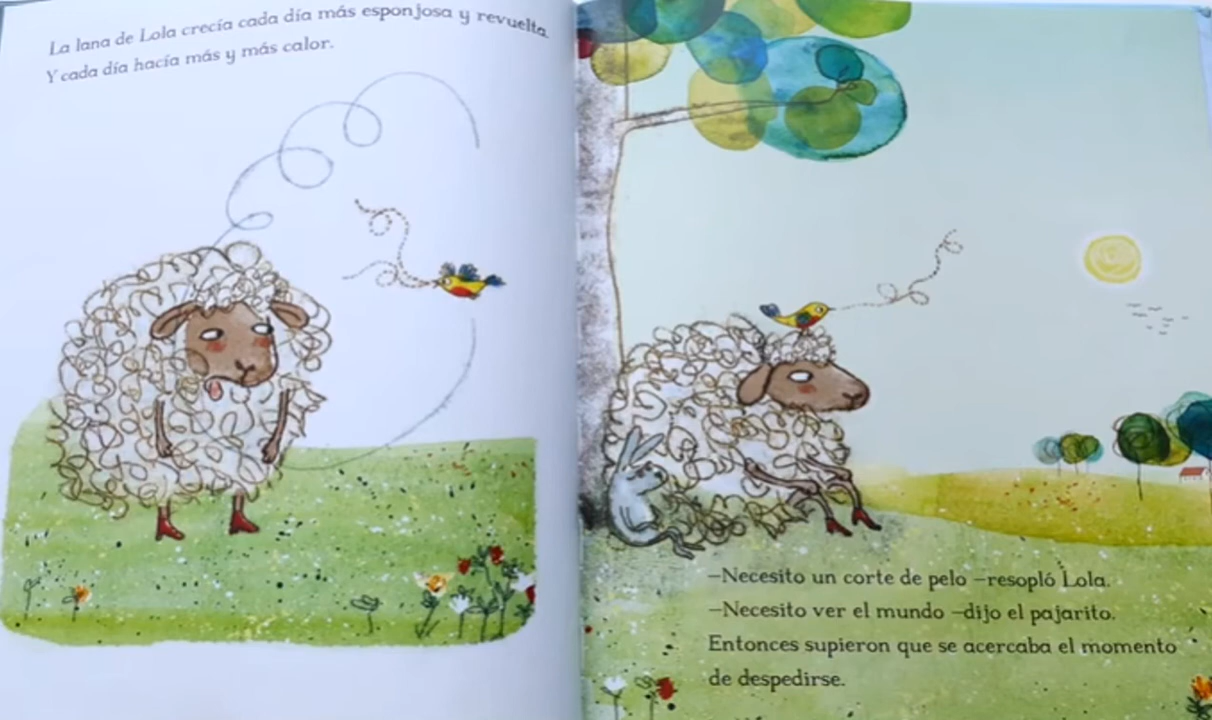 La lana de Lola crecía cada día más esponjosa y revuelta.
Y cada día hacía más y más calor.
—Necesito un corte de pelo —resopló Lola.
—Necesito ver el mundo —dijo el pajarito.
Entonces supieron que se acercaba el momento
de despedirse.